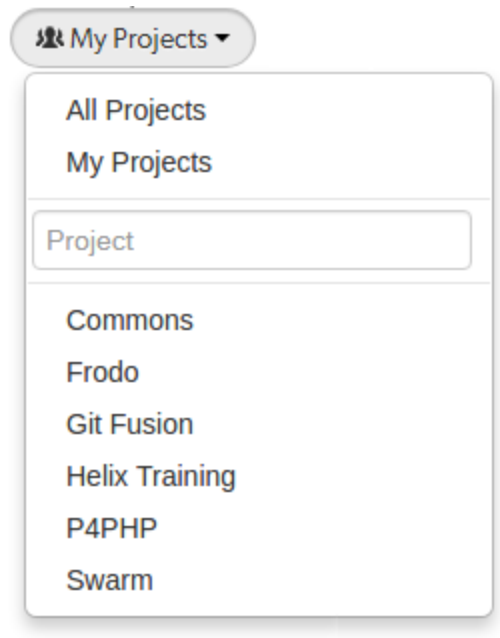 My Projects
All Projects
My Projects
Project
Commons
Frodo
Git Fusion
Helix Training
P4PHP
Swarm